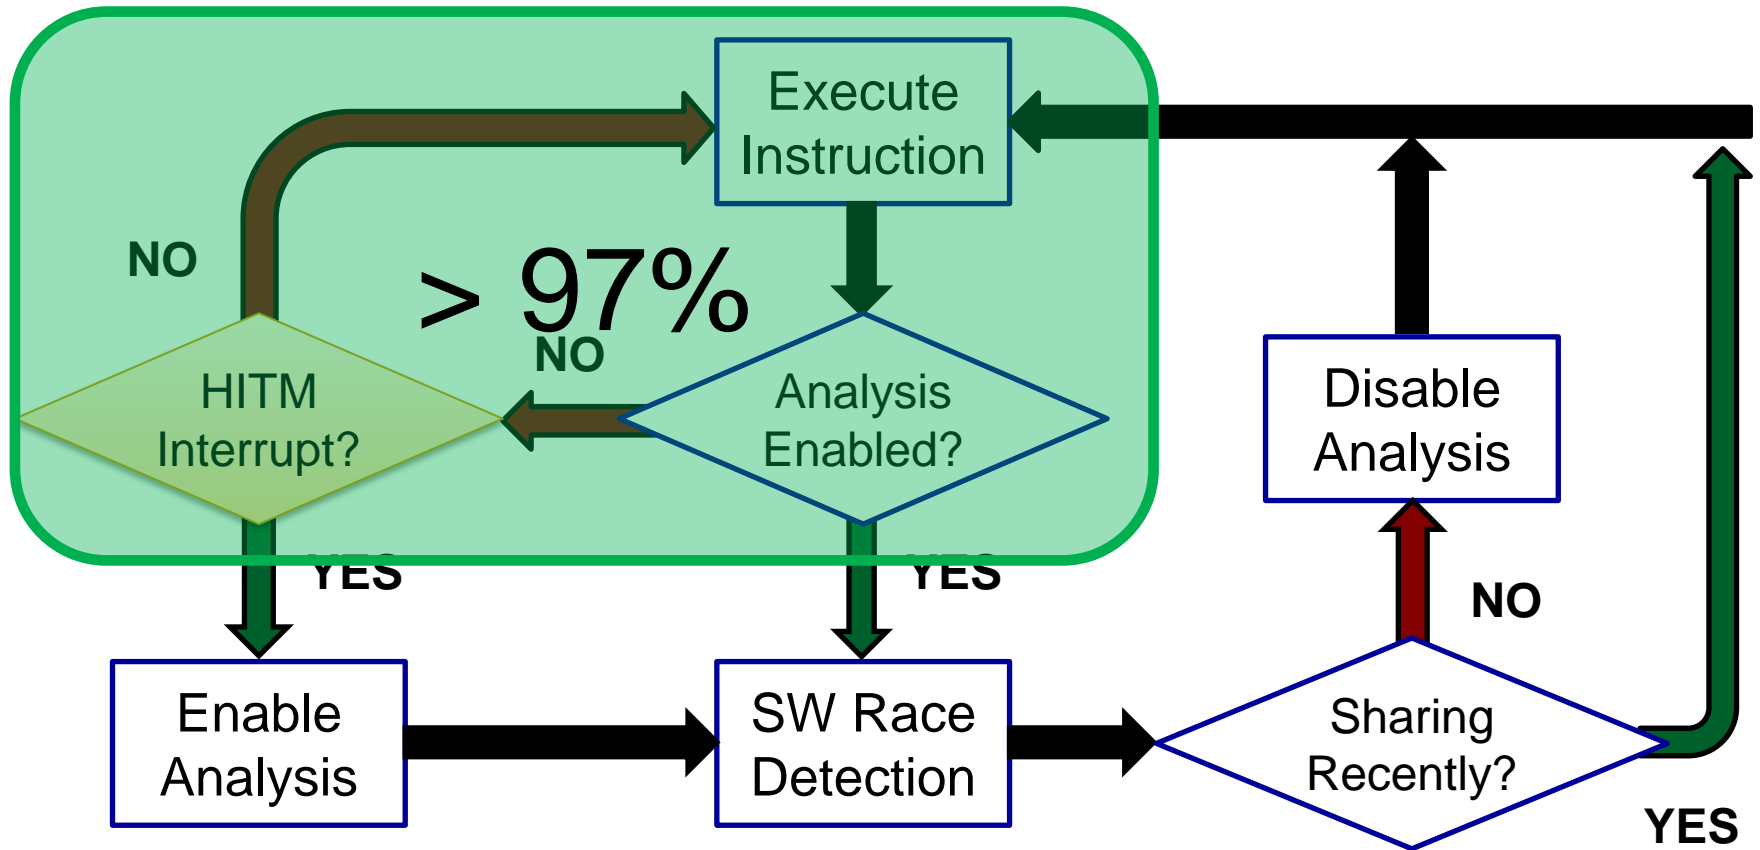 Execute
Instruction
NO
> 97%
NO
HITM
Interrupt?
Analysis
Enabled?
Disable
Analysis
YES
YES
NO
Enable
Analysis
SW Race
Detection
Sharing
Recently?
YES